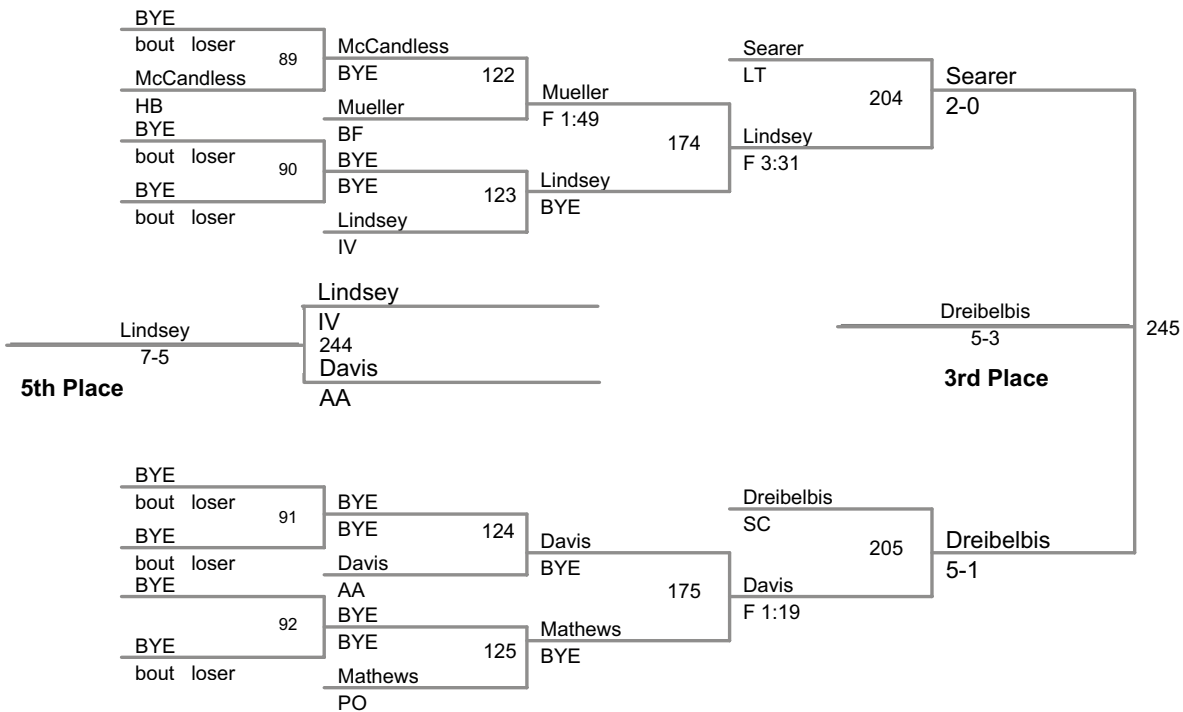 BYE
bout loser
89
McCandless
HB
McCandless
BYE
122
Mueller
BF
Mueller
F 1:49
BYE
bout loser
90
BYE
bout loser
BYE
BYE
123
Lindsey
IV
Lindsey
BYE
174
Searer
LT
204
Lindsey
F 3:31
Searer
2-0
Lindsey
7-5
5th Place
Lindsey
IV
244
Davis
AA
Dreibelbis
5-3
3rd Place
245
BYE
bout loser
91
BYE
bout loser
BYE
BYE
124
Davis
AA
Davis
BYE
BYE
92
BYE
bout loser
BYE
BYE
125
Mathews
PO
Mathews
BYE
175
Dreibelbis
SC
205
Davis
F 1:19
Dreibelbis
5-1